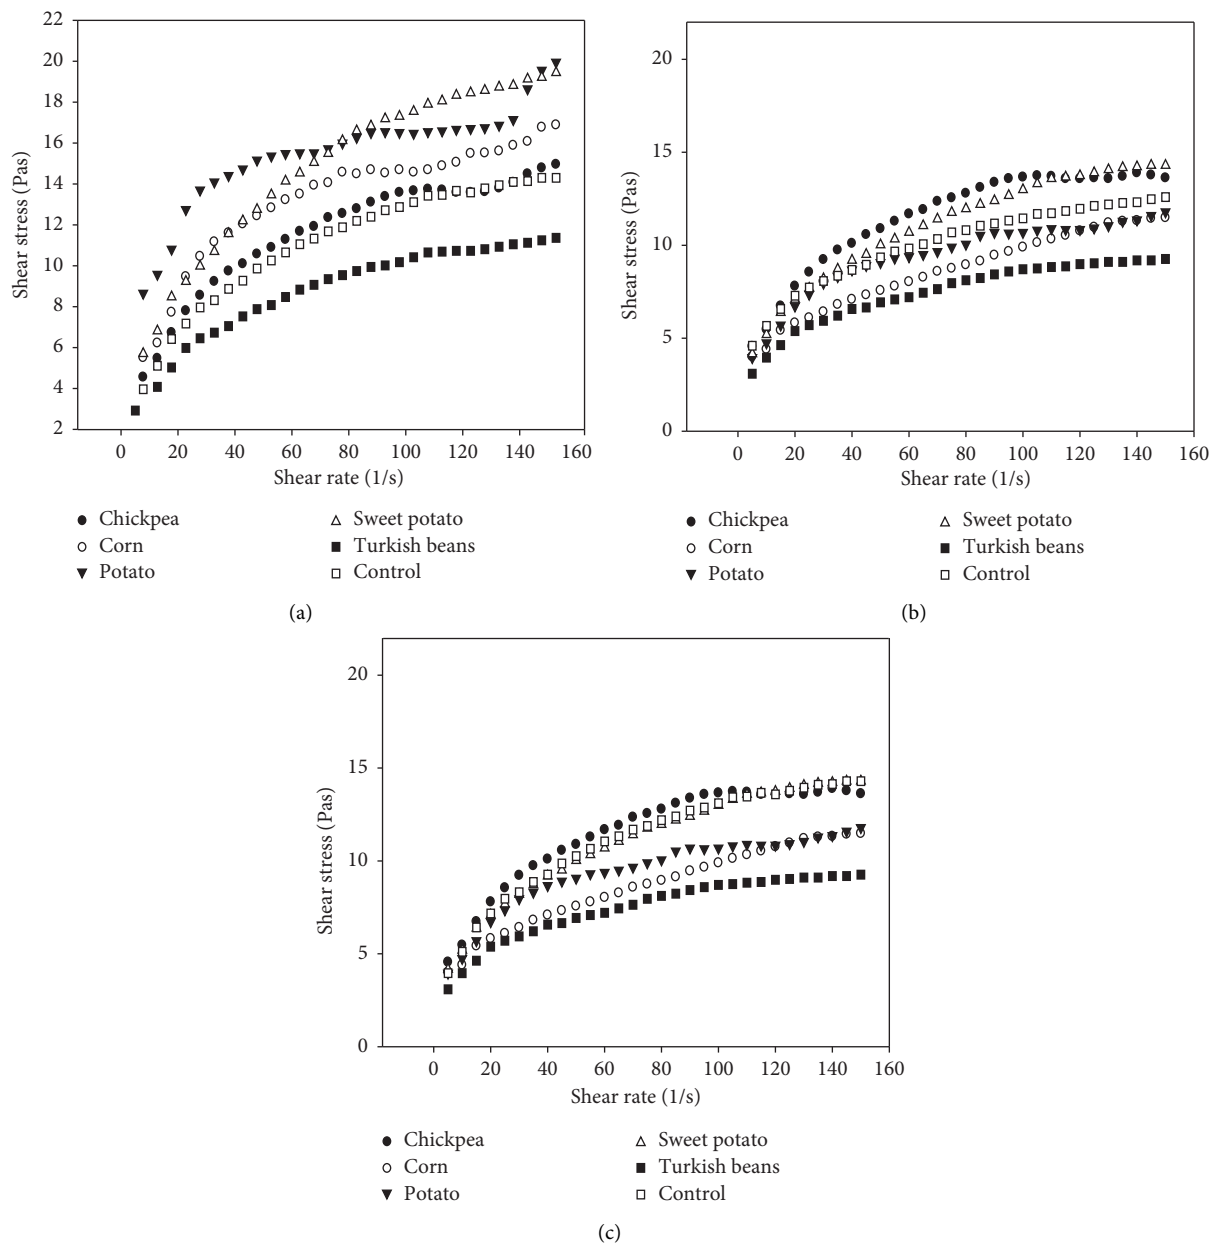 22
20
18
16
14
12
10
8
6
4
2
Shear stress (Pas)
0 20 40 60 80 100 120 140 160
Shear rate (1/s)
Chickpea
Corn
Potato
Sweet potato
Turkish beans
Control
(a)
20
15
10
5
0
Shear stress (Pas)
0 20 40 60 80 100 120 140 160
Shear rate (1/s)
Chickpea
Corn
Potato
Sweet potato
Turkish beans
Control
(b)
20
15
10
5
0
Shear stress (Pas)
0 20 40 60 80 100 120 140 160
Shear rate (1/s)
Chickpea
Corn
Potato
Sweet potato
Turkish beans
Control
(c)